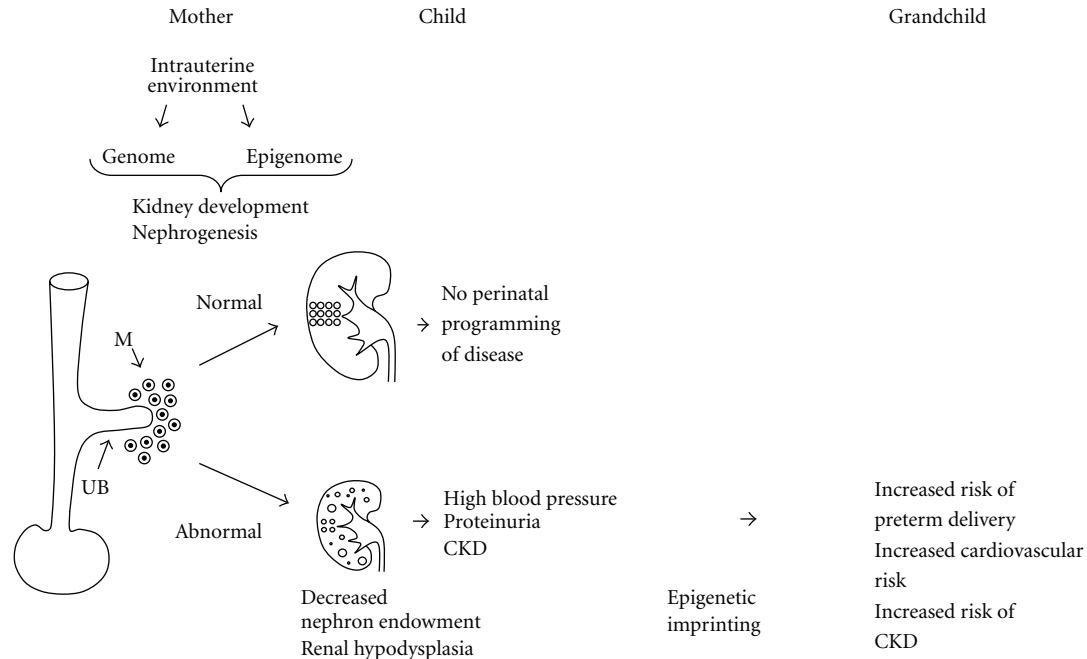 Mother
Child
Grandchild
Intrauterine
environment
Genome
Epigenome
Kidney development
Nephrogenesis
Normal
No perinatal
programming
of disease
M
UB
Abnormal
High blood pressure
Proteinuria
CKD
Decreased
nephron endowment
Renal hypodysplasia
Epigenetic
imprinting
Increased risk of
preterm delivery
Increased cardiovascular
risk
Increased risk of
CKD